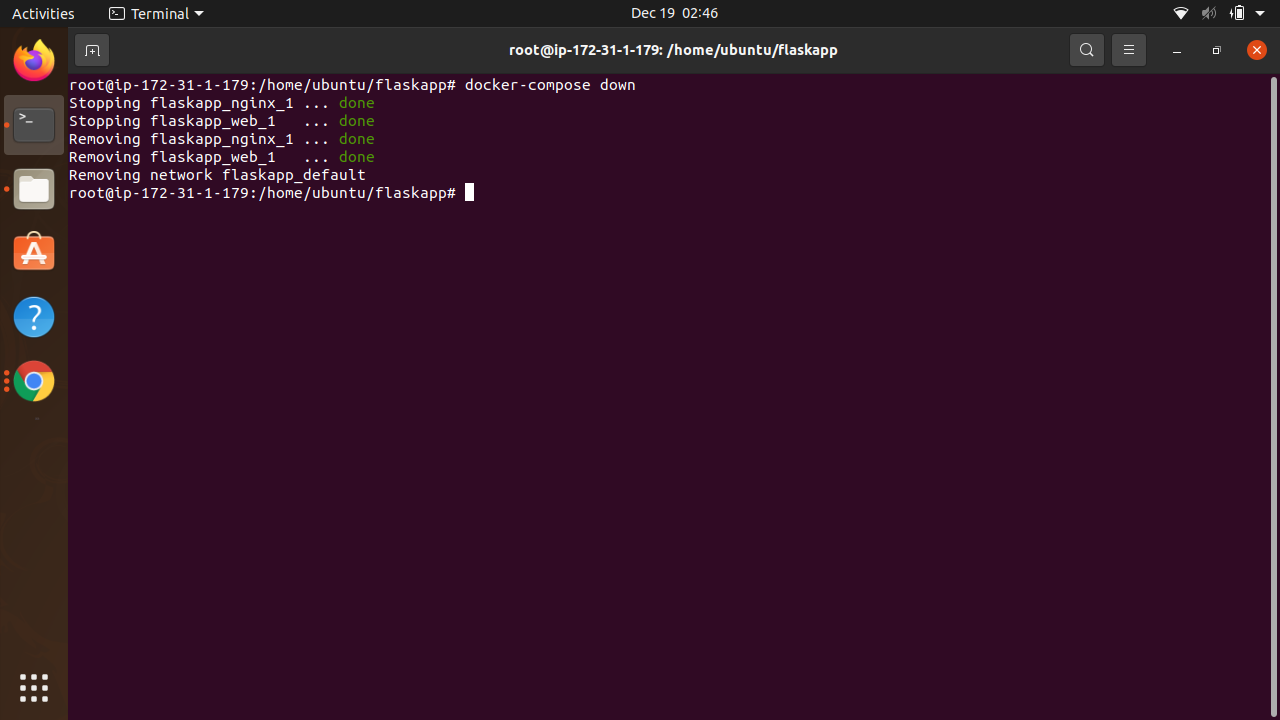 Activities
Terminal
Dec 19 02:46
root@ip-172-31-1-179: /home/ubuntu/flaskapp
root@ip-172-31-1-179:/home/ubuntu/flaskapp# docker-compose down
Stopping flaskapp_nginx_1 ... done
Stopping flaskapp_web_1   ... done
Removing flaskapp_nginx_1 ... done
Removing flaskapp_web_1   ... done
Removing network flaskapp_default
root@ip-172-31-1-179:/home/ubuntu/flaskapp#